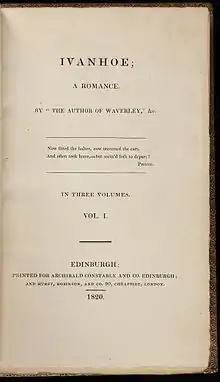 IVANHOE;
A ROMANCE.
BY "THE AUTHOR OF WAVERLEY," &c.
Now fitted the halter, now traversed the cart,
And often took leave,—but seem'd loth to depart!
PRIOR.
IN THREE VOLUMES.
VOL. I.
EDINBURGH:
PRINTED FOR ARCHIBALD CONSTABLE AND CO. EDINBURGH;
AND HURST, ROBINSON, AND CO. 90, CHEAPSIDE, LONDON.
1820.